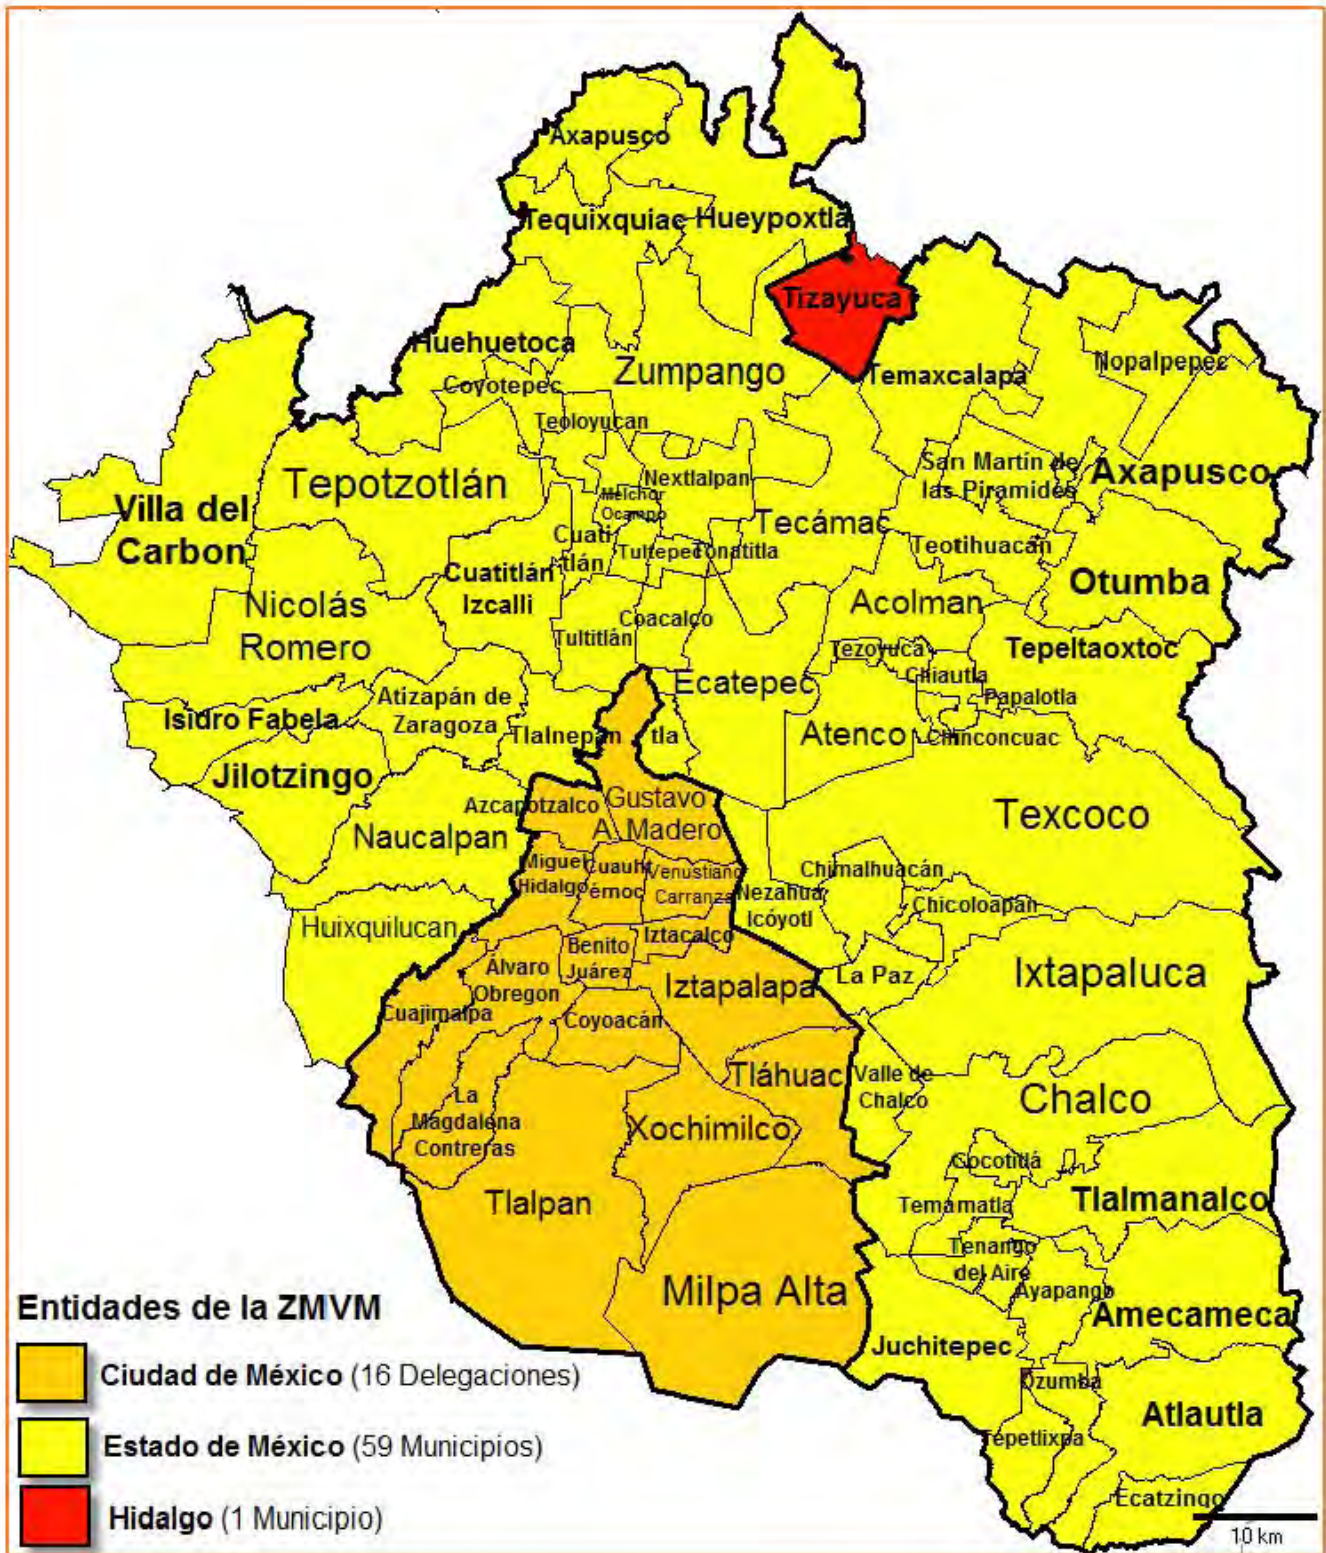 Axapusco
Tequixquiac
Hueypoxtla
Tizayuca
Huehuetoca
Coyotepec
Zumpango
Temaxcalapa
Nopalpepec
Teoloyucan
Tepotzotlán
Nextlalpan
San Martín de
las Piramides
Axapusco
Villa del
Carbon
Melchor
Ocampo
Tecámac
Cuati
tlán
Tultepec
Tonatitla
Teotihuacán
Cuatitlán
Izcalli
Otumba
Nicolás
Romero
Coacalco
Acolman
Tultitlán
Tezoyuca
Tepeltaoxtoc
Chiautla
Ecatepec
Papalotla
Isidro Fabela
Atizapán de
Zaragoza
Tlalnepan
tla
Atenco
Chinconcuac
Jilotzingo
Azcapotzalco
Gustavo
A. Madero
Texcoco
Naucalpan
Miguel
Hidalgo
Cuauht
émoc
Venustiano
Carranza
Chimalhuacán
Nezahua
lcóyotl
Chicoloapan
Huixquilucan
Iztacalco
Benito
Juárez
Álvaro
Obregon
La Paz
Ixtapaluca
Iztapalapa
Cuajimalpa
Coyoacán
Tláhuac
Valle de
Chalco
Chalco
La
Magdalena
Contreras
Xochimilco
Cocotitlá
Tlalpan
Temamatla
Tlalmanalco
Tenango
del Aire
Ayapango
Milpa Alta
Amecameca
Juchitepec
Ozumba
Atlautla
Tepetlixpa
Ecatzingo
Entidades de la ZMVM
Ciudad de México (16 Delegaciones)
Estado de México (59 Municipios)
Hidalgo (1 Municipio)
10 km